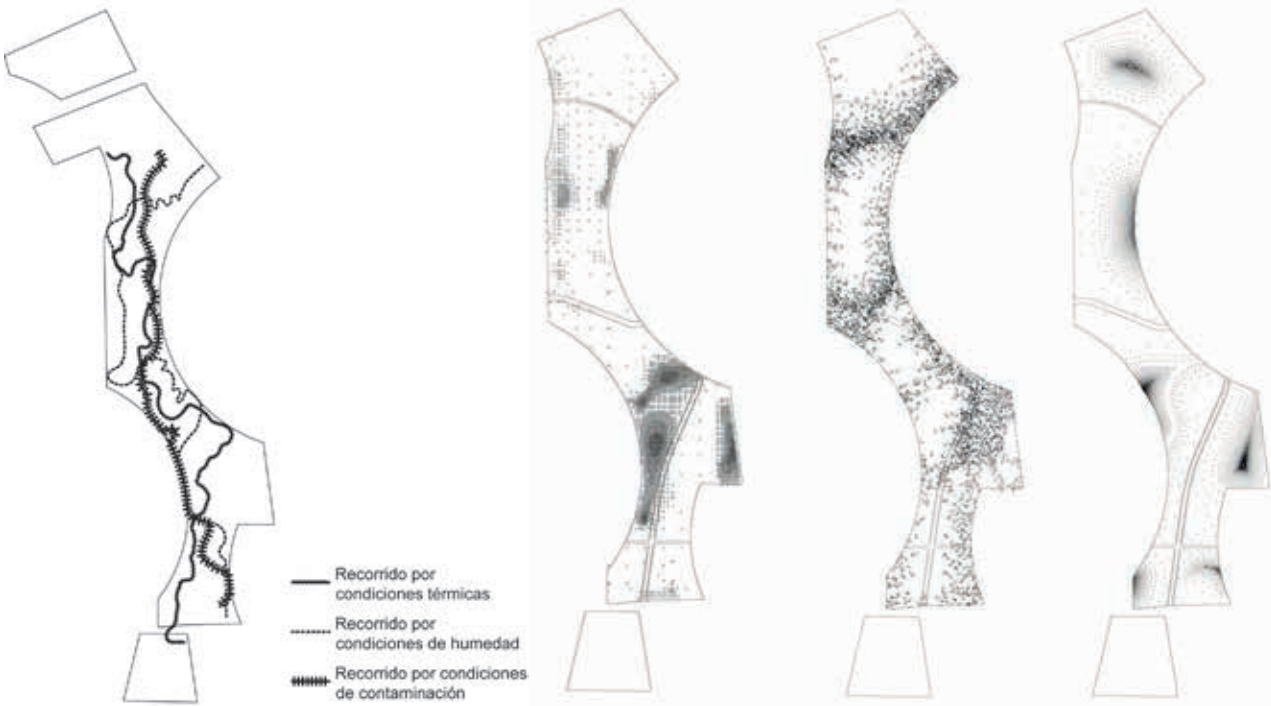 Recorrido por
condiciones térmicas
Recorrido por
condiciones de humedad
Recorrido por condiciones
de contaminación